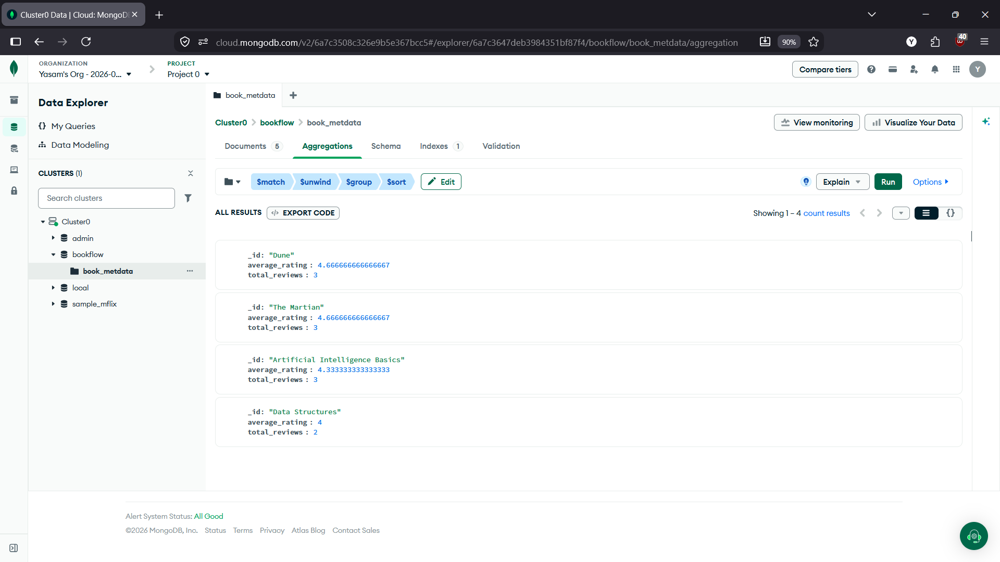 Cluster0 Data | Cloud: MongoD
cloud.mongodb.com/v2/6a7c3508c326e9b5e367bcc5#/explorer/6a7c3647deb3984351bf87f4/bookflow/book_metdata/aggregation
90%
Y
40
ORGANIZATION
Yasam's Org - 2026-0...
PROJECT
Project 0
Compare tiers
Y
Data Explorer
My Queries
Data Modeling
CLUSTERS (1)
Search clusters
Cluster0
admin
bookflow
book_metdata
local
sample_mflix
book_metdata
Cluster0 > bookflow > book_metdata
View monitoring
Visualize Your Data
Documents 5
Aggregations
Schema
Indexes 1
Validation
$match $unwind $group $sort
Edit
Explain
Run
Options
ALL RESULTS
EXPORT CODE
Showing 1 – 4 count results
_id: "Dune"
average_rating : 4.666666666666667
total_reviews : 3
_id: "The Martian"
average_rating : 4.666666666666667
total_reviews : 3
_id: "Artificial Intelligence Basics"
average_rating : 4.333333333333333
total_reviews : 3
_id: "Data Structures"
average_rating : 4
total_reviews : 2
Alert System Status: All Good
©2026 MongoDB, Inc. Status Terms Privacy Atlas Blog Contact Sales